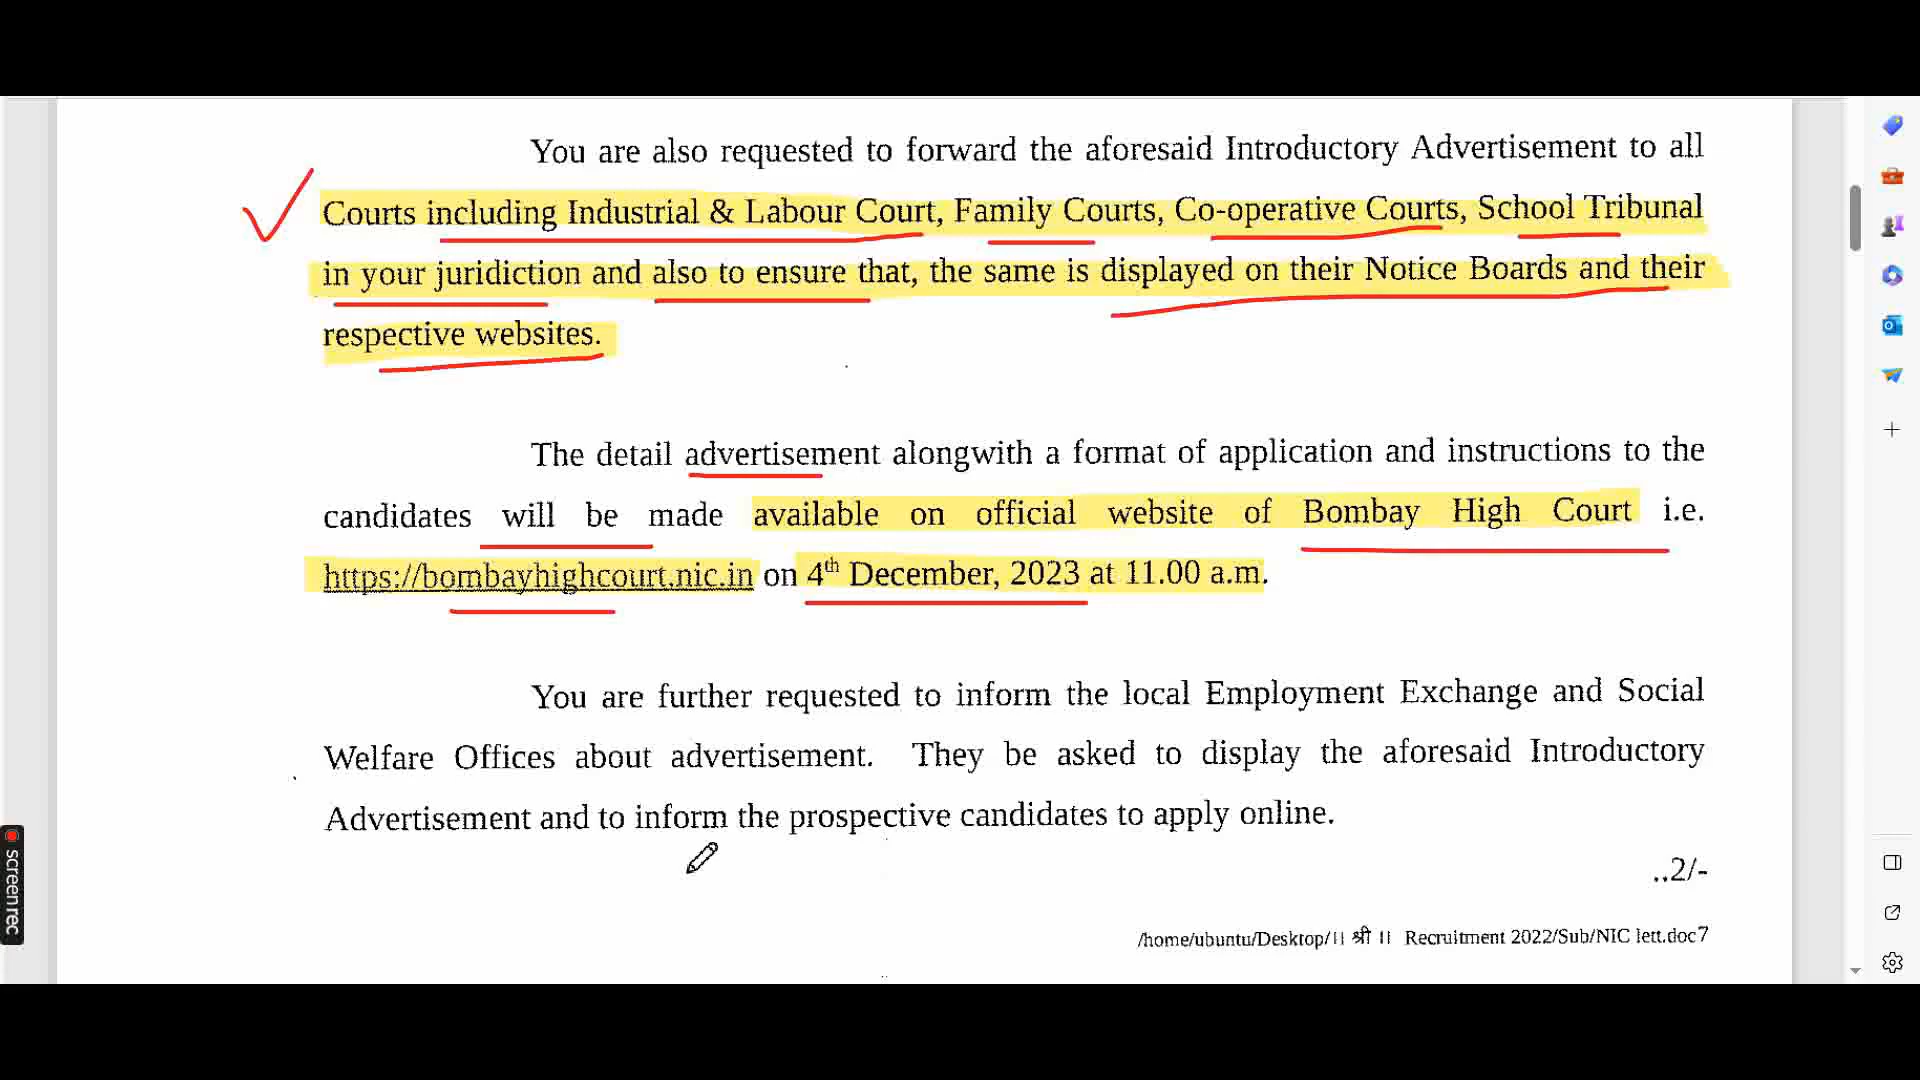 You are also requested to forward the aforesaid Introductory Advertisement to all
Courts including Industrial & Labour Court, Family Courts, Co-operative Courts, School Tribunal
in your juridiction and also to ensure that, the same is displayed on their Notice Boards and their
respective websites.
The detail advertisement alongwith a format of application and instructions to the
candidates will be made available on official website of Bombay High Court i.e.
https://bombayhighcourt.nic.in on 4th December, 2023 at 11.00 a.m.
You are further requested to inform the local Employment Exchange and Social
Welfare Offices about advertisement. They be asked to display the aforesaid Introductory
Advertisement and to inform the prospective candidates to apply online.
..2/-
/home/ubuntu/Desktop/।। श्री ।। Recruitment 2022/Sub/NIC lett.doc7
screenrec